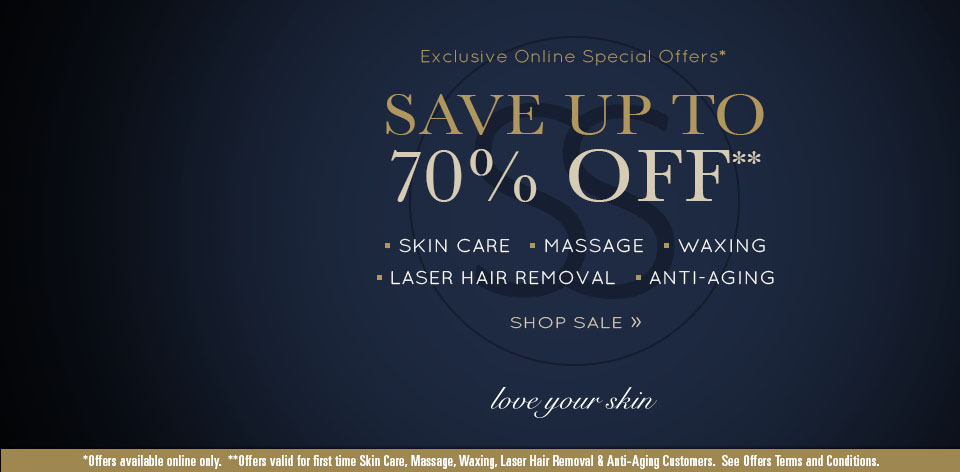 Exclusive Online Special Offers*
SAVE UP TO
70% OFF**
▪ SKIN CARE ▪ MASSAGE ▪ WAXING
▪ LASER HAIR REMOVAL ▪ ANTI-AGING
SHOP SALE »
love your skin
*Offers available online only. **Offers valid for first time Skin Care, Massage, Waxing, Laser Hair Removal & Anti-Aging Customers. See Offers Terms and Conditions.